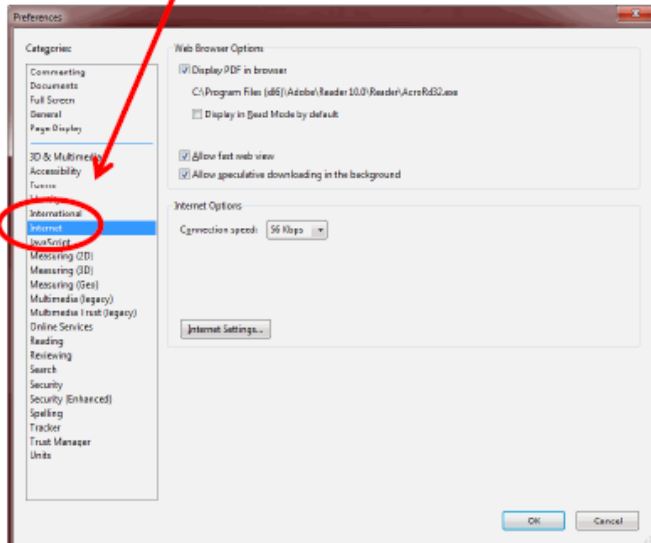 Preferences
Categories:
Commenting
Documents
Full Screen
General
Page Display
3D & Multimedia
Accessibility
Forms
International
Internet
JavaScript
Measuring (2D)
Measuring (3D)
Measuring (Geo)
Multimedia (legacy)
Multimedia Trust (legacy)
Online Services
Reading
Reviewing
Search
Security
Security (Enhanced)
Spelling
Tracker
Trust Manager
Units
Web Browser Options
Display PDF in browser
C:\Program Files (x86)\Adobe\Reader 10.0\Reader\AcroRd32.exe
Display in Read Mode by default
Allow fast web view
Allow speculative downloading in the background
Internet Options
Connection speed: 56 Kbps
Internet Settings...
OK Cancel